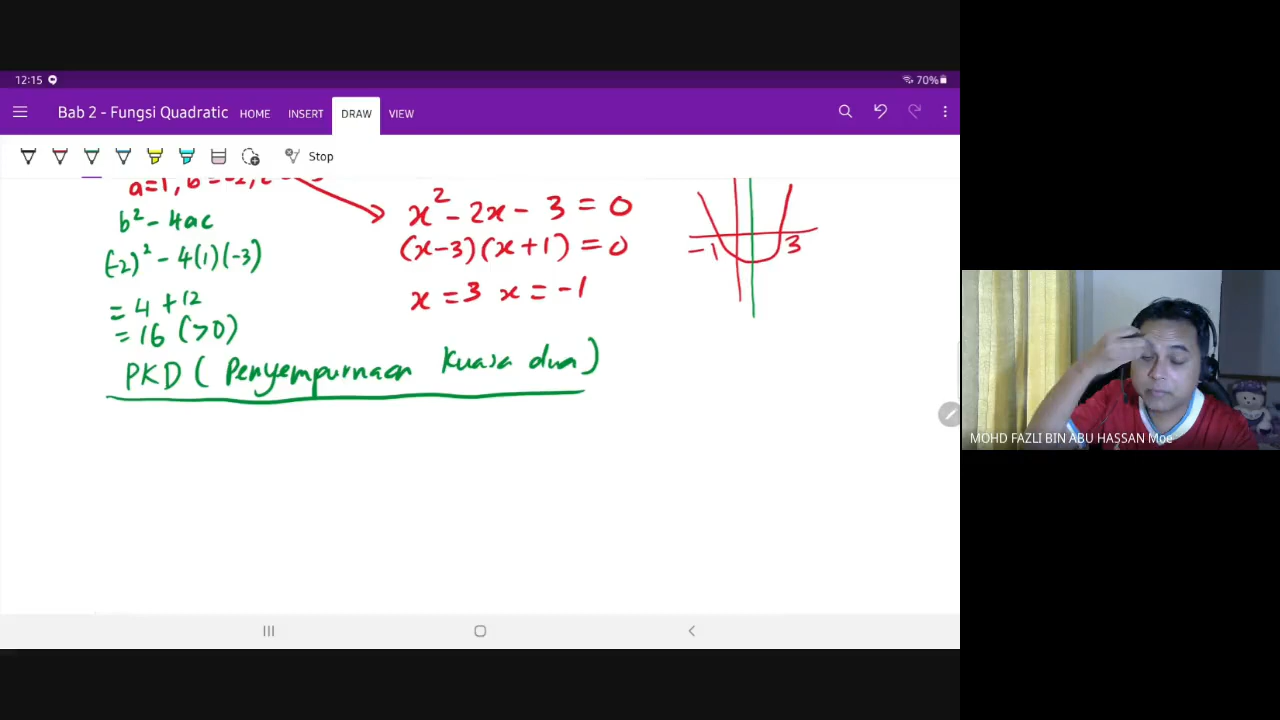 12:15
70%
Bab 2 - Fungsi Quadratic HOME INSERT DRAW VIEW
Stop
a=1, b=-2,
b² - 4ac
(-2)² - 4(1)(-3)
= 4 + 12
= 16 (>0)
x² - 2x - 3 = 0
(x-3)(x+1) = 0
x = 3 x = -1
-1 3
PKD ( Penyempurnaan Kuasa dua )
MOHD FAZLI BIN ABU HASSAN Moe